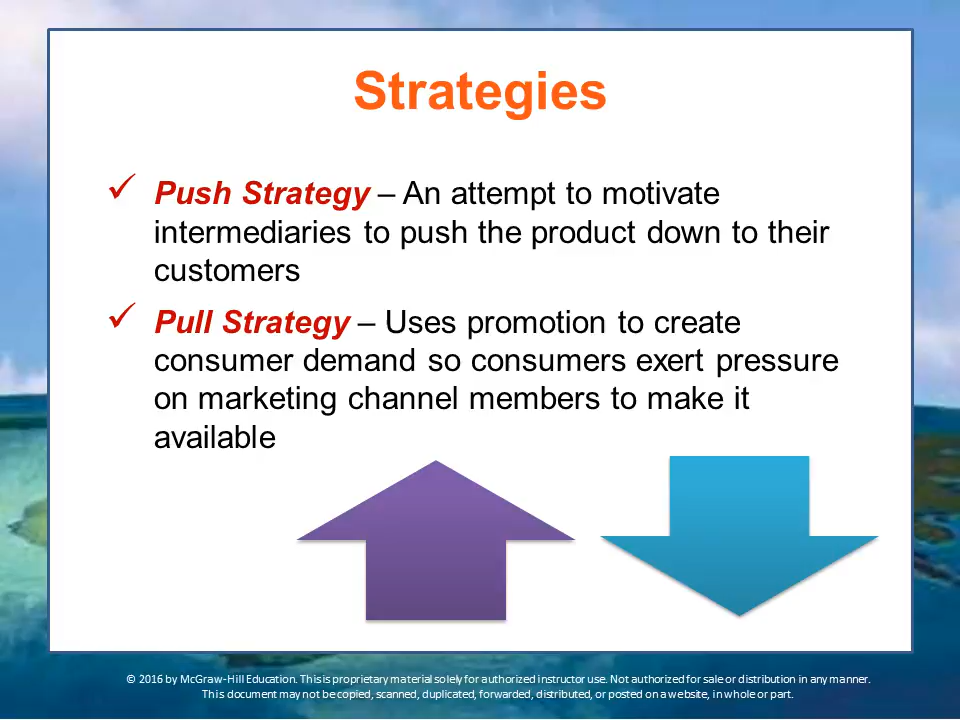 Strategies
✓ Push Strategy – An attempt to motivate
intermediaries to push the product down to their
customers
✓ Pull Strategy – Uses promotion to create
consumer demand so consumers exert pressure
on marketing channel members to make it
available
© 2016 by McGraw-Hill Education. This is proprietary material solely for authorized instructor use. Not authorized for sale or distribution in any manner.
This document may not be copied, scanned, duplicated, forwarded, distributed, or posted on a website, in whole or part.